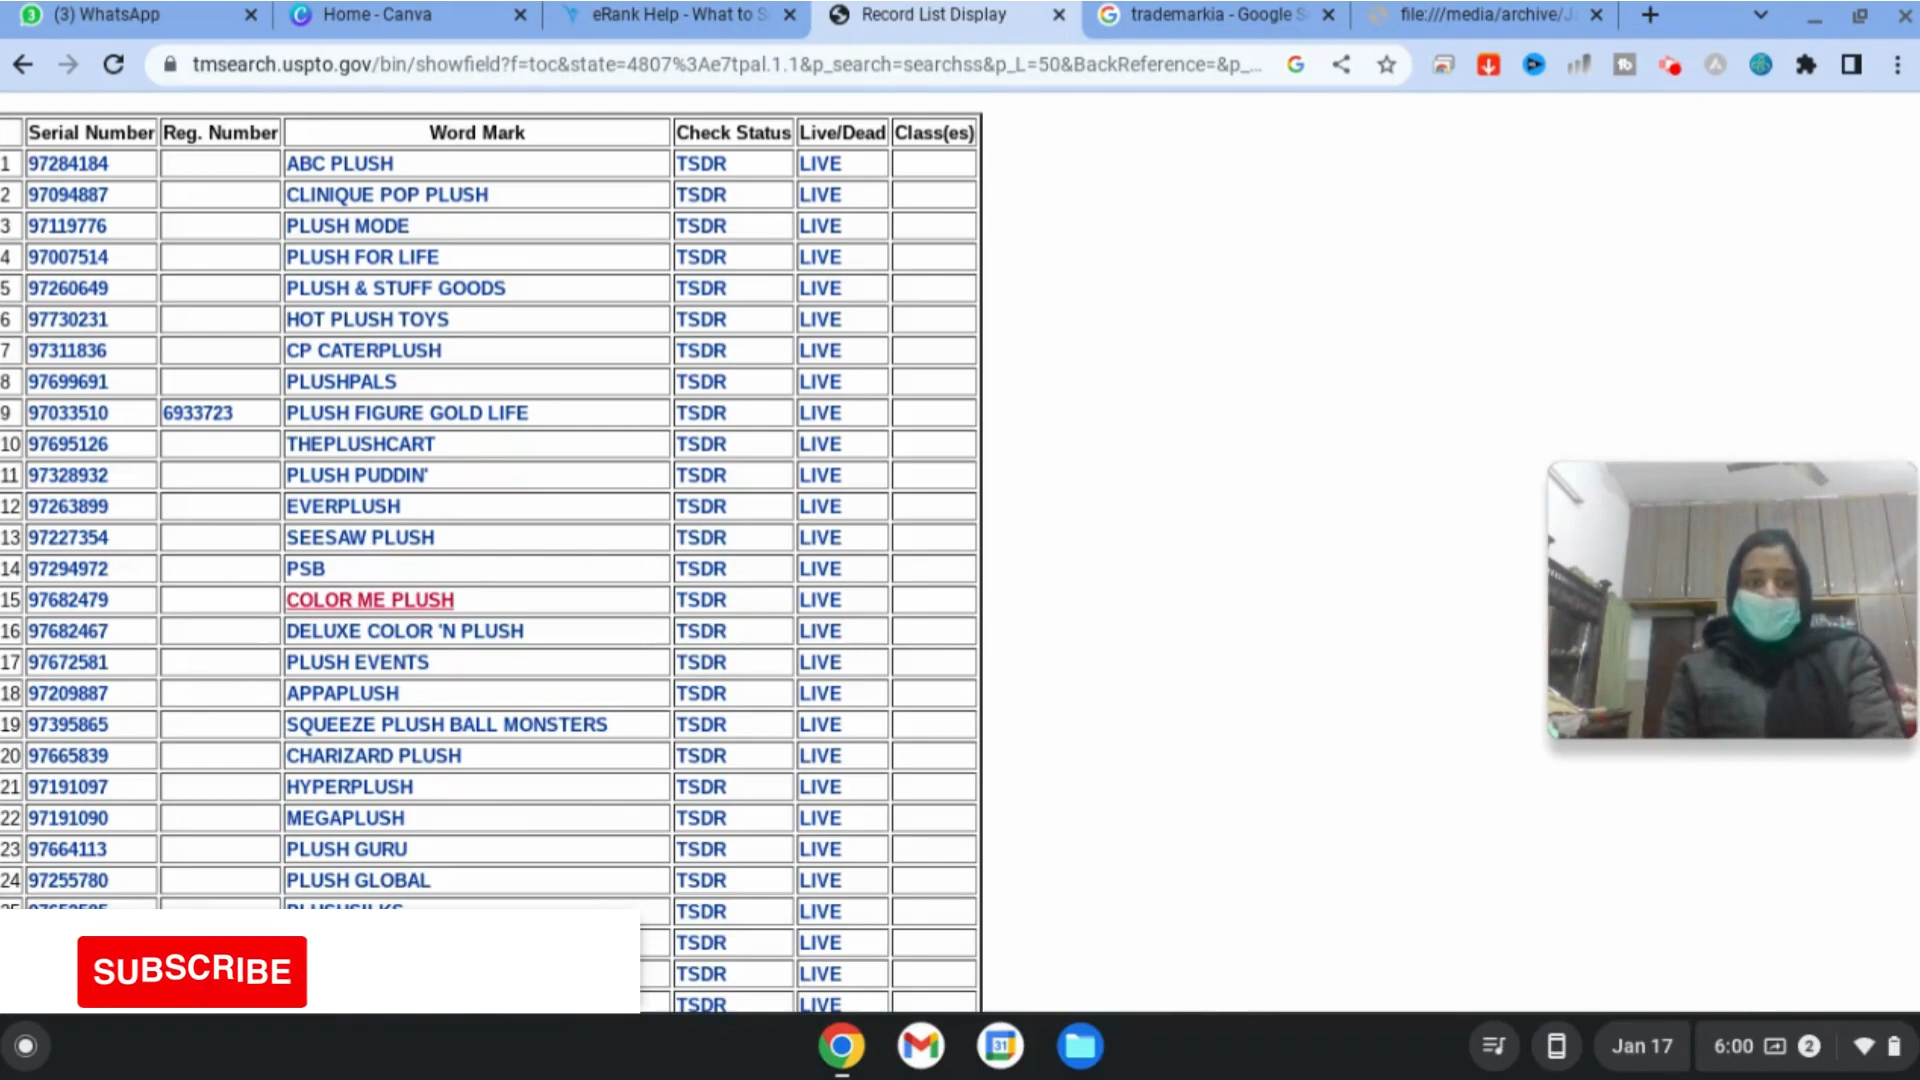 (3) WhatsApp
Home - Canva
eRank Help - What to S
Record List Display
trademarkia - Google S
file:///media/archive/J
tmsearch.uspto.gov/bin/showfield?f=toc&state=4807%3Ae7tpal.1.1&p_search=searchss&p_L=50&BackReference=&p_...
Serial Number Reg. Number Word Mark Check Status Live/Dead Class(es)
1 97284184 ABC PLUSH TSDR LIVE
2 97094887 CLINIQUE POP PLUSH TSDR LIVE
3 97119776 PLUSH MODE TSDR LIVE
4 97007514 PLUSH FOR LIFE TSDR LIVE
5 97260649 PLUSH & STUFF GOODS TSDR LIVE
6 97730231 HOT PLUSH TOYS TSDR LIVE
7 97311836 CP CATERPLUSH TSDR LIVE
8 97699691 PLUSHPALS TSDR LIVE
9 97033510 6933723 PLUSH FIGURE GOLD LIFE TSDR LIVE
10 97695126 THEPLUSHCART TSDR LIVE
11 97328932 PLUSH PUDDIN' TSDR LIVE
12 97263899 EVERPLUSH TSDR LIVE
13 97227354 SEESAW PLUSH TSDR LIVE
14 97294972 PSB TSDR LIVE
15 97682479 COLOR ME PLUSH TSDR LIVE
16 97682467 DELUXE COLOR 'N PLUSH TSDR LIVE
17 97672581 PLUSH EVENTS TSDR LIVE
18 97209887 APPAPLUSH TSDR LIVE
19 97395865 SQUEEZE PLUSH BALL MONSTERS TSDR LIVE
20 97665839 CHARIZARD PLUSH TSDR LIVE
21 97191097 HYPERPLUSH TSDR LIVE
22 97191090 MEGAPLUSH TSDR LIVE
23 97664113 PLUSH GURU TSDR LIVE
24 97255780 PLUSH GLOBAL TSDR LIVE
TSDR LIVE
TSDR LIVE
TSDR LIVE
TSDR LIVE
SUBSCRIBE
31
Jan 17
6:00
2